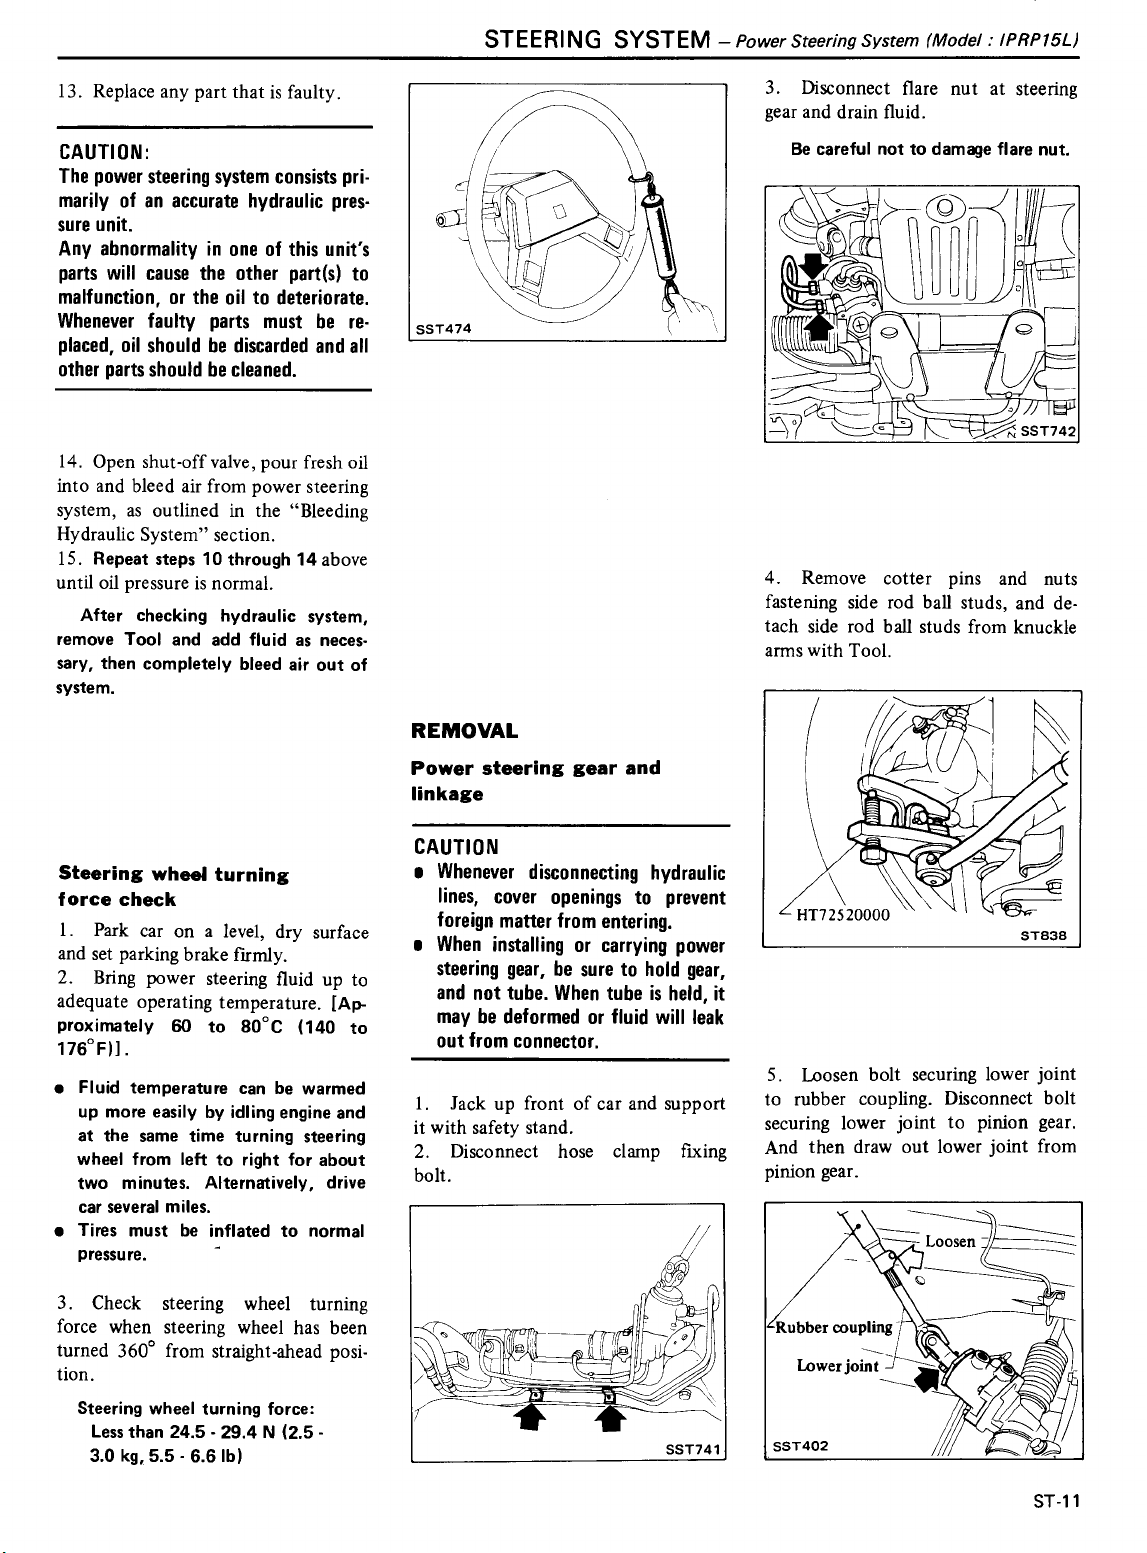 STEERING SYSTEM – Power Steering System (Model : IPRP15L)
13. Replace any part that is faulty.
CAUTION:
The power steering system consists pri-
marily of an accurate hydraulic pres-
sure unit.
Any abnormality in one of this unit's
parts will cause the other part(s) to
malfunction, or the oil to deteriorate.
Whenever faulty parts must be re-
placed, oil should be discarded and all
other parts should be cleaned.
14. Open shut-off valve, pour fresh oil
into and bleed air from power steering
system, as outlined in the “Bleeding
Hydraulic System” section.
15. Repeat steps 10 through 14 above
until oil pressure is normal.
After checking hydraulic system,
remove Tool and add fluid as neces-
sary, then completely bleed air out of
system.
Steering wheel turning
force check
1. Park car on a level, dry surface
and set parking brake firmly.
2. Bring power steering fluid up to
adequate operating temperature. [Ap-
proximately 60 to 80°C (140 to
176°F)].
● Fluid temperature can be warmed
up more easily by idling engine and
at the same time turning steering
wheel from left to right for about
two minutes. Alternatively, drive
car several miles.
● Tires must be inflated to normal
pressure.
3. Check steering wheel turning
force when steering wheel has been
turned 360° from straight-ahead posi-
tion.
Steering wheel turning force:
Less than 24.5 - 29.4 N (2.5 -
3.0 kg, 5.5 - 6.6 lb)
SST474
REMOVAL
Power steering gear and
linkage
CAUTION
● Whenever disconnecting hydraulic
lines, cover openings to prevent
foreign matter from entering.
● When installing or carrying power
steering gear, be sure to hold gear,
and not tube. When tube is held, it
may be deformed or fluid will leak
out from connector.
1. Jack up front of car and support
it with safety stand.
2. Disconnect hose clamp fixing
bolt.
SST741
3. Disconnect flare nut at steering
gear and drain fluid.
Be careful not to damage flare nut.
SST742
4. Remove cotter pins and nuts
fastening side rod ball studs, and de-
tach side rod ball studs from knuckle
arms with Tool.
HT72520000
ST838
5. Loosen bolt securing lower joint
to rubber coupling. Disconnect bolt
securing lower joint to pinion gear.
And then draw out lower joint from
pinion gear.
Loosen
Rubber coupling
Lower joint
SST402
ST-11